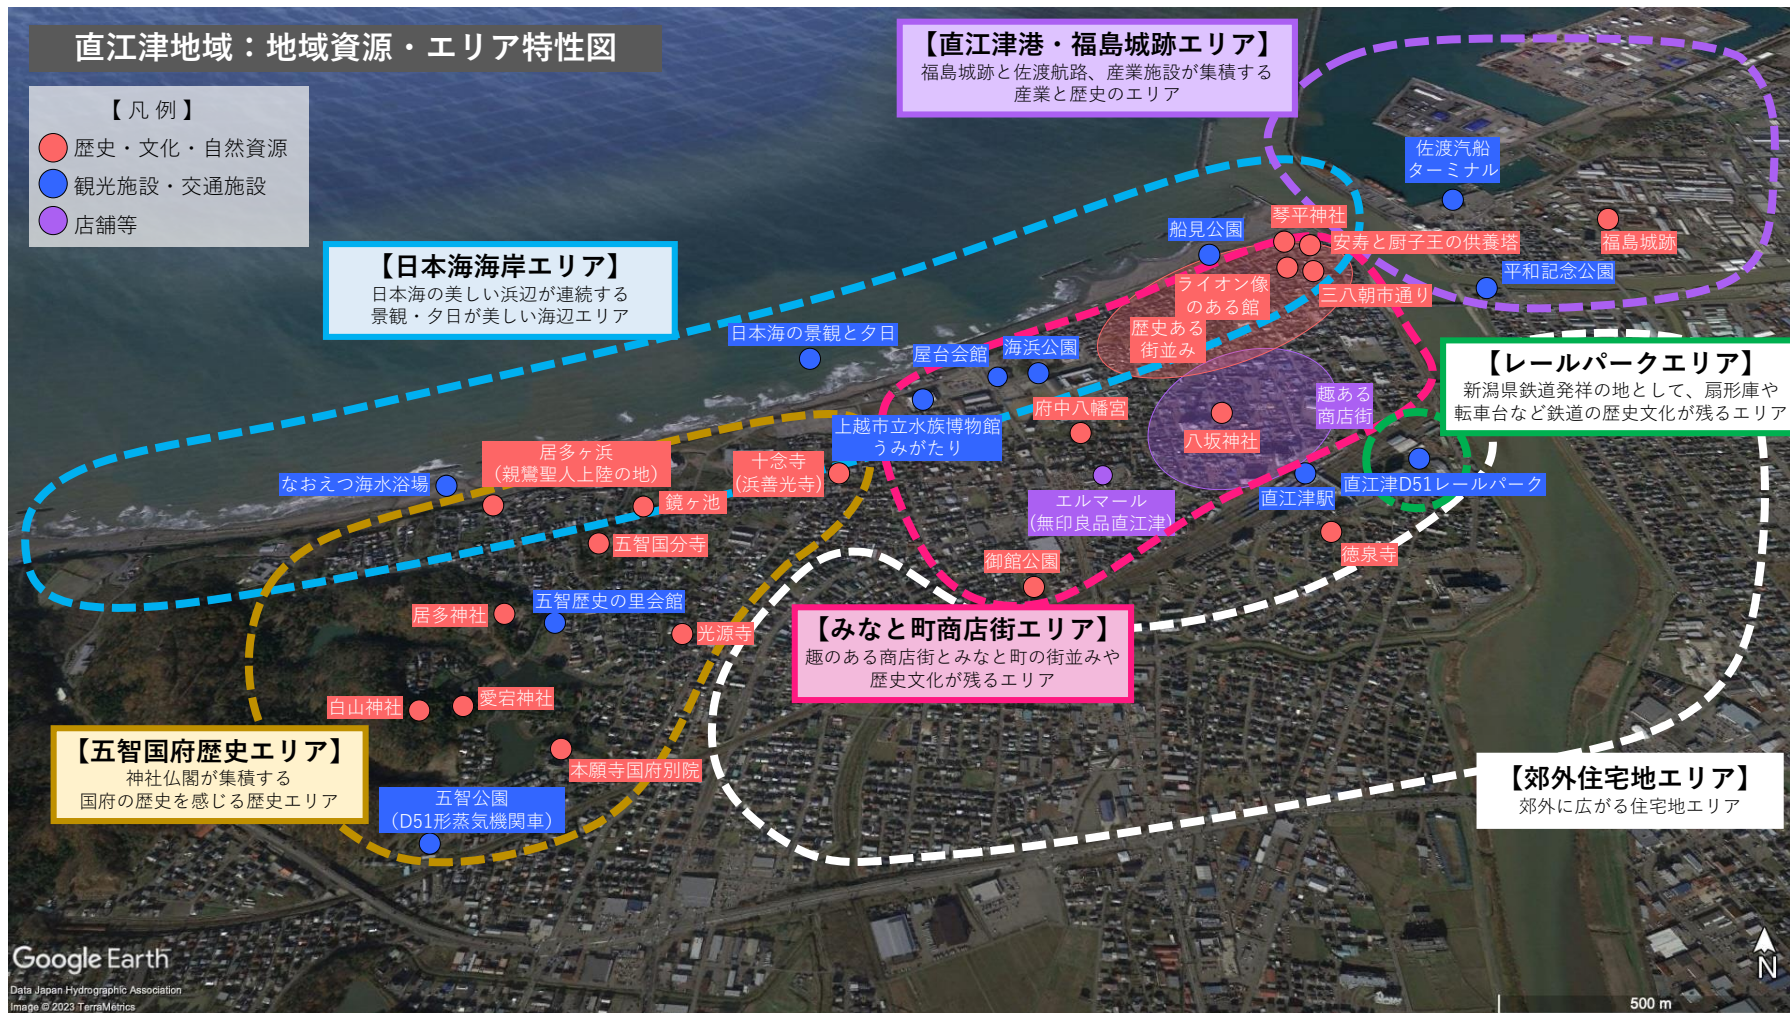 直江津地域：地域資源・エリア特性図
【凡例】
歴史・文化・自然資源
観光施設・交通施設
店舗等
【直江津港・福島城跡エリア】
福島城跡と佐渡航路、産業施設が集積する
産業と歴史のエリア
佐渡汽船
ターミナル
福島城跡
平和記念公園
琴平神社
安寿と厨子王の供養塔
船見公園
ライオン像
のある館
三八朝市通り
歴史ある
街並み
【日本海海岸エリア】
日本海の美しい浜辺が連続する
景観・夕日が美しい海辺エリア
日本海の景観と夕日
屋台会館
海浜公園
【レールパークエリア】
新潟県鉄道発祥の地として、扇形庫や
転車台など鉄道の歴史文化が残るエリア
趣ある
商店街
府中八幡宮
八坂神社
上越市立水族博物館
うみがたり
居多ヶ浜
（親鸞聖人上陸の地）
十念寺
（浜善光寺）
なおえつ海水浴場
鏡ヶ池
エルマール
（無印良品直江津）
直江津駅
直江津D51レールパーク
五智国分寺
徳泉寺
御館公園
居多神社
五智歴史の里会館
光源寺
【みなと町商店街エリア】
趣のある商店街とみなと町の街並みや
歴史文化が残るエリア
白山神社
愛宕神社
【五智国府歴史エリア】
神社仏閣が集積する
国府の歴史を感じる歴史エリア
本願寺国府別院
五智公園
（D51形蒸気機関車）
【郊外住宅地エリア】
郊外に広がる住宅地エリア
Google Earth
Data Japan Hydrographic Association
Image © 2023 TerraMetrics
N
500 m